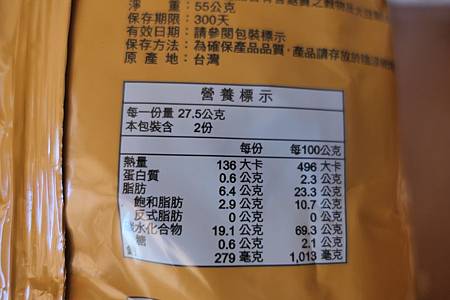 淨　　重：55公克
保存期限：300天
有效日期：請參閱包裝標示
保存方法：為確保產品品質，產品請存放於
原 產 地：台灣
營養標示
每一份量 27.5公克
本包裝含 2份
每份 每100公克
熱量 136 大卡 496 大卡
蛋白質 0.6 公克 2.3 公克
脂肪 6.4 公克 23.3 公克
飽和脂肪 2.9 公克 10.7 公克
反式脂肪 0 公克 0 公克
水化合物 19.1 公克 69.3 公克
糖 0.6 公克 2.1 公克
279 毫克 1,013 毫克